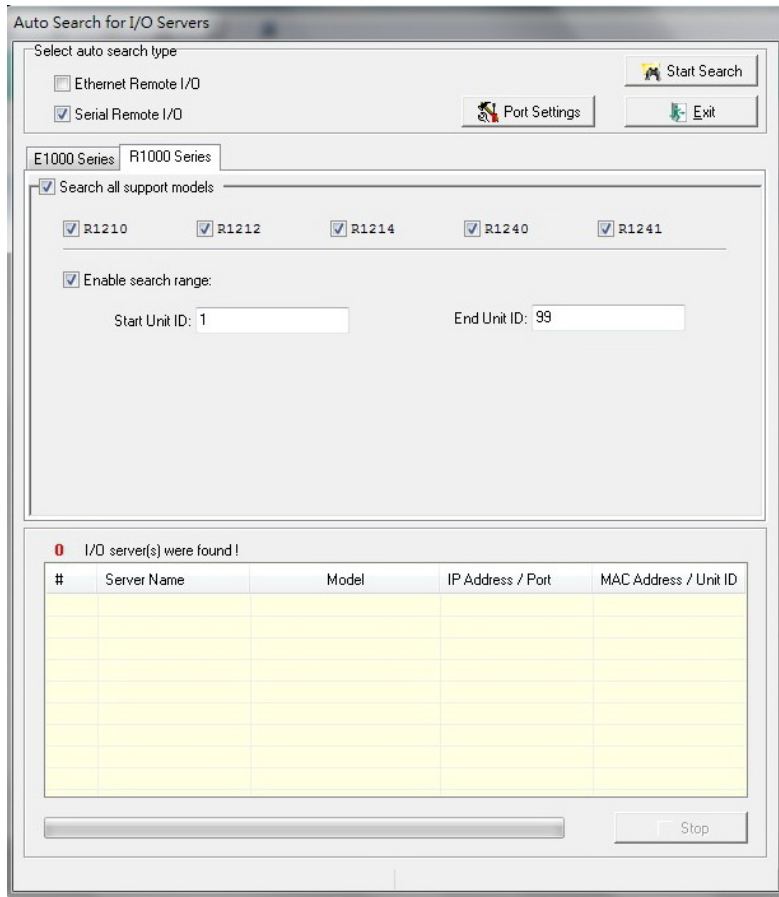 Auto Search for I/O Servers
Select auto search type
Ethernet Remote I/O
Start Search
Serial Remote I/O
Port Settings
Exit
E1000 Series
R1000 Series
Search all support models
R1210 R1212 R1214 R1240 R1241
Enable search range:
Start Unit ID: 1
End Unit ID: 99
0 I/O server(s) were found !
# Server Name Model IP Address / Port MAC Address / Unit ID
Stop